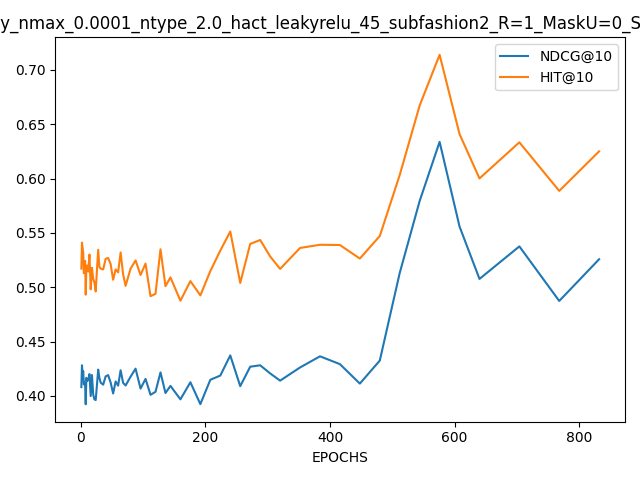 y_nmax_0.0001_ntype_2.0_hact_leakyrelu_45_subfashion2_R=1_MaskU=0_S
NDCG@10
HIT@10
0.70
0.65
0.60
0.55
0.50
0.45
0.40
0 200 400 600 800
EPOCHS